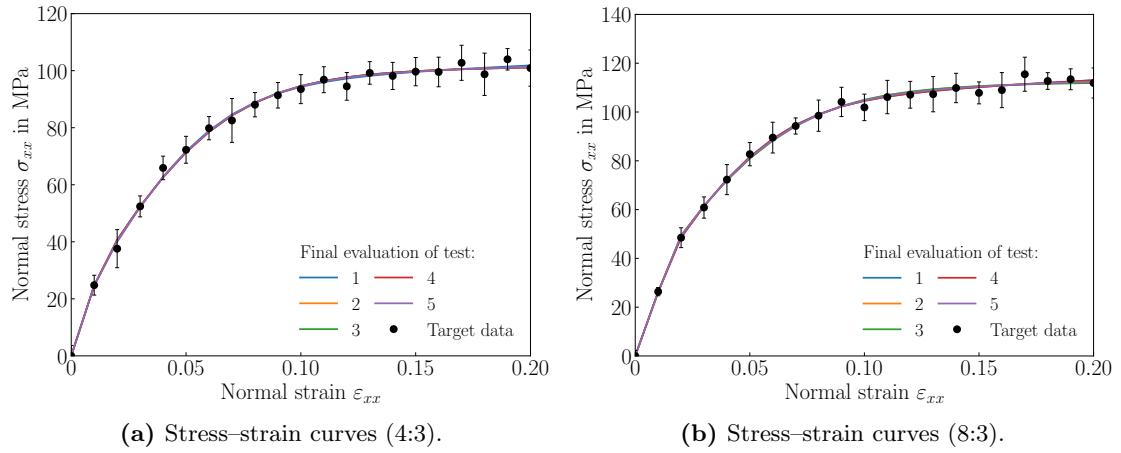 120
100
80
60
40
20
0
0
0.05
0.10
0.15
0.20
Normal stress σxx in MPa
Normal strain εxx
Final evaluation of test:
1 4
2 5
3 Target data
(a) Stress–strain curves (4:3).
140
120
100
80
60
40
20
0
0
0.05
0.10
0.15
0.20
Normal stress σxx in MPa
Normal strain εxx
Final evaluation of test:
1 4
2 5
3 Target data
(b) Stress–strain curves (8:3).